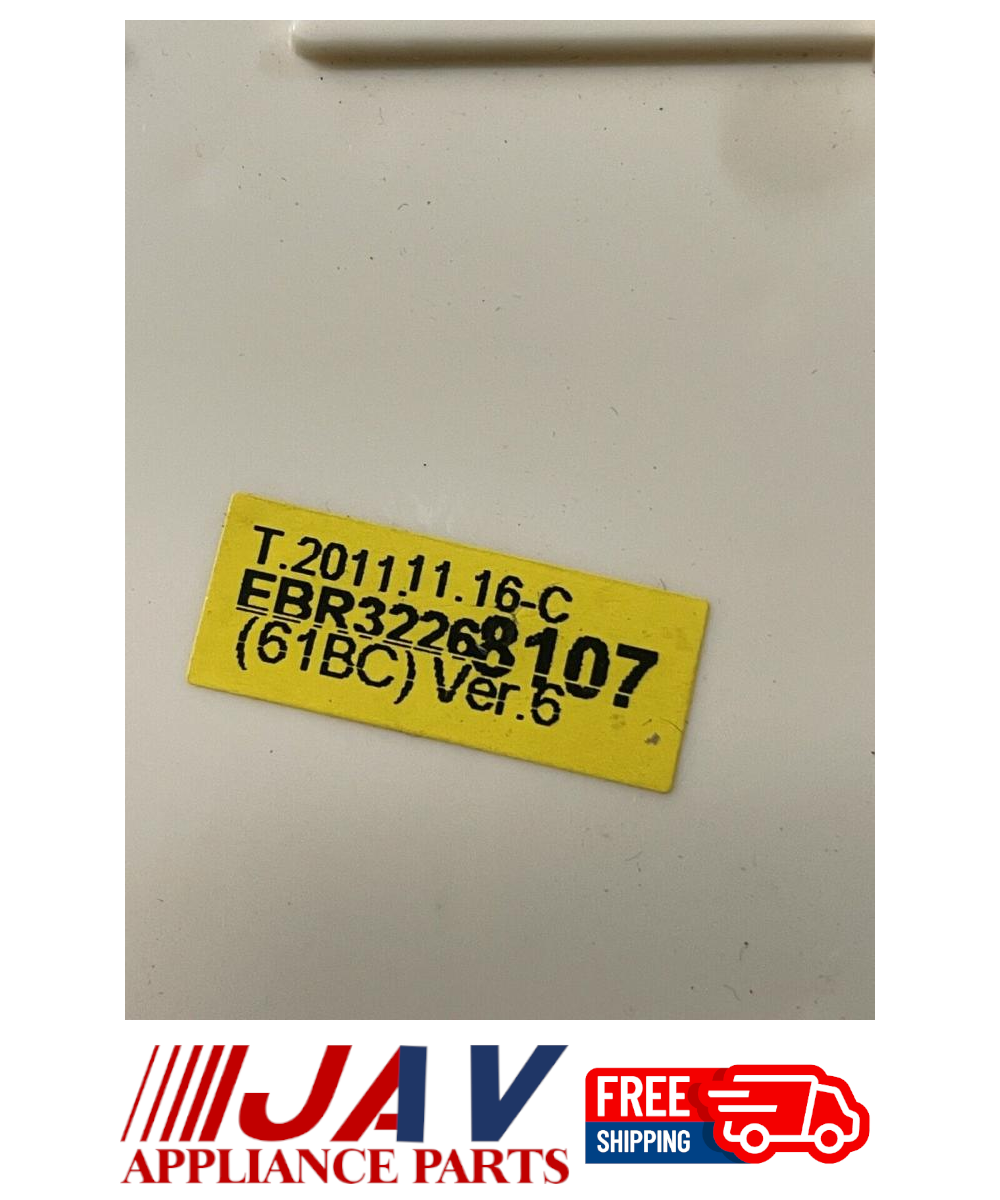 T.2011.11.16-C
EBR32268107
(61BC) Ver.6
JAV
APPLIANCE PARTS
FREE
SHIPPING